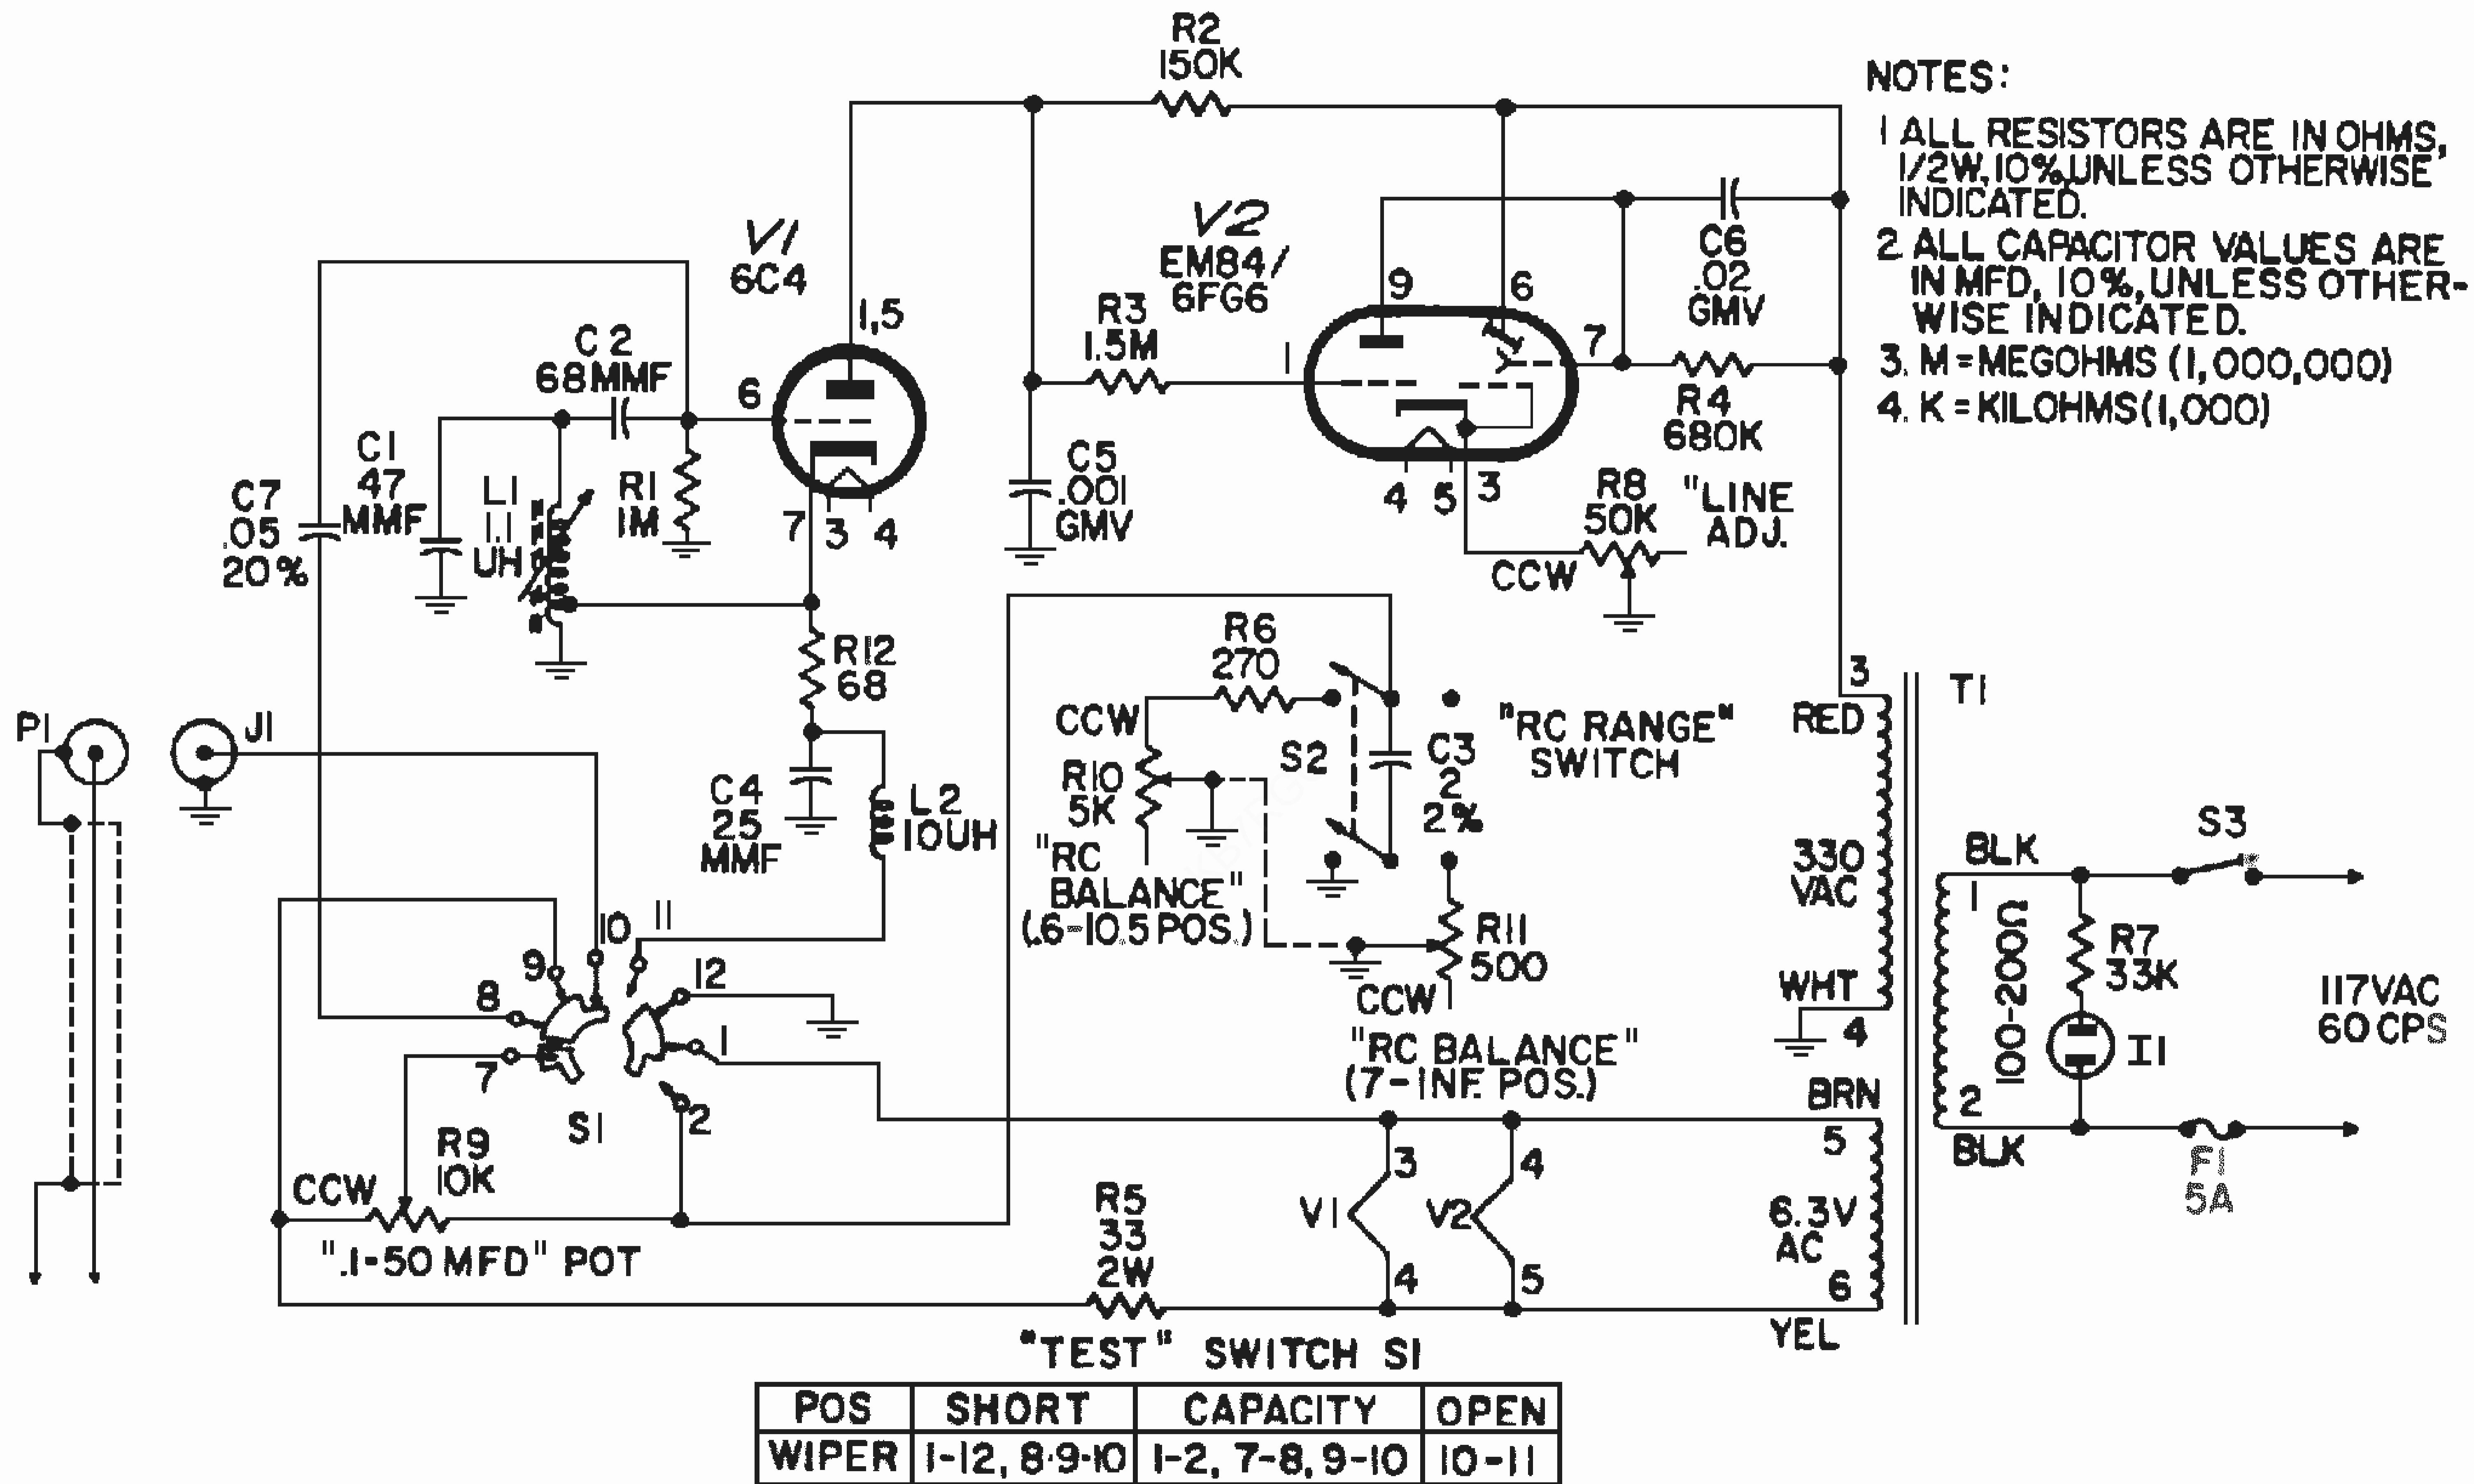 R2
150K
NOTES:
1 ALL RESISTORS ARE IN OHMS,
1/2W, 10%, UNLESS OTHERWISE
INDICATED.
2. ALL CAPACITOR VALUES ARE
IN MFD, 10%, UNLESS OTHER-
WISE INDICATED.
3. M = MEGOHMS (1,000,000)
4. K = KILOHMS (1,000)
V1
6C4
1,5
6
7
3
4
V2
EM84/
6FG6
9
6
7
1
4
5
3
C6
.02
GMV
R3
1.5M
R4
680K
C2
68 MMF
C1
47
MMF
L1
1.1
UH
R1
1M
C7
.05
20%
C5
.001
GMV
R8
50K
"LINE
ADJ.
CCW
R12
68
R6
270
CCW
R10
5K
"RC
BALANCE"
(.6-10.5 POS.)
S2
C3
2
2%
"RC RANGE"
SWITCH
P1
J1
C4
25
MMF
L2
10UH
R11
500
CCW
"RC BALANCE"
(7-INF. POS.)
3
RED
T1
330
VAC
WHT
4
BRN
5
6.3V
AC
6
YEL
BLK
1
100-200Ω
2
BLK
S3
R7
33K
I1
117VAC
60 CPS
F1
5A
9
10
11
12
8
1
7
2
S1
R9
10K
CCW
".1-50 MFD" POT
R5
33
2W
V1
3
4
V2
4
5
"TEST" SWITCH S1
POS SHORT CAPACITY OPEN
WIPER 1-12, 8-9-10 1-2, 7-8, 9-10 10-11